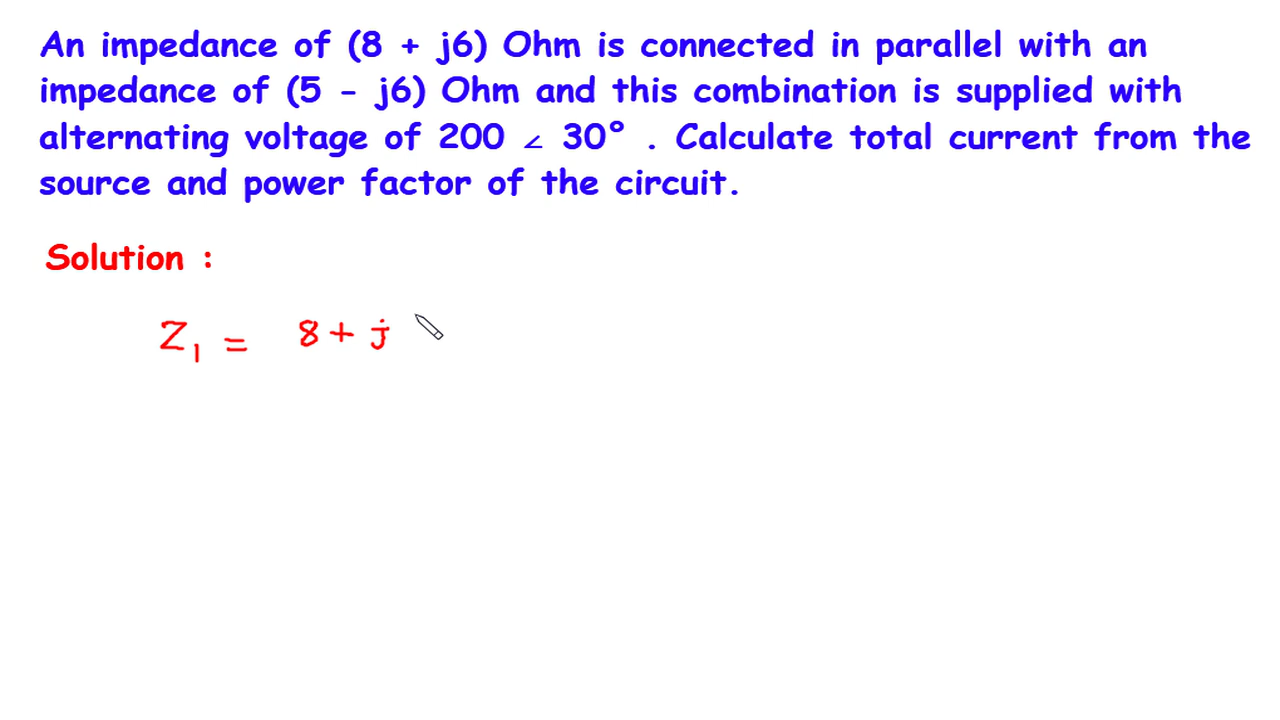 An impedance of (8 + j6) Ohm is connected in parallel with an
impedance of (5 - j6) Ohm and this combination is supplied with
alternating voltage of 200 ∠ 30° . Calculate total current from the
source and power factor of the circuit.
Solution :
Z₁ = 8 + j